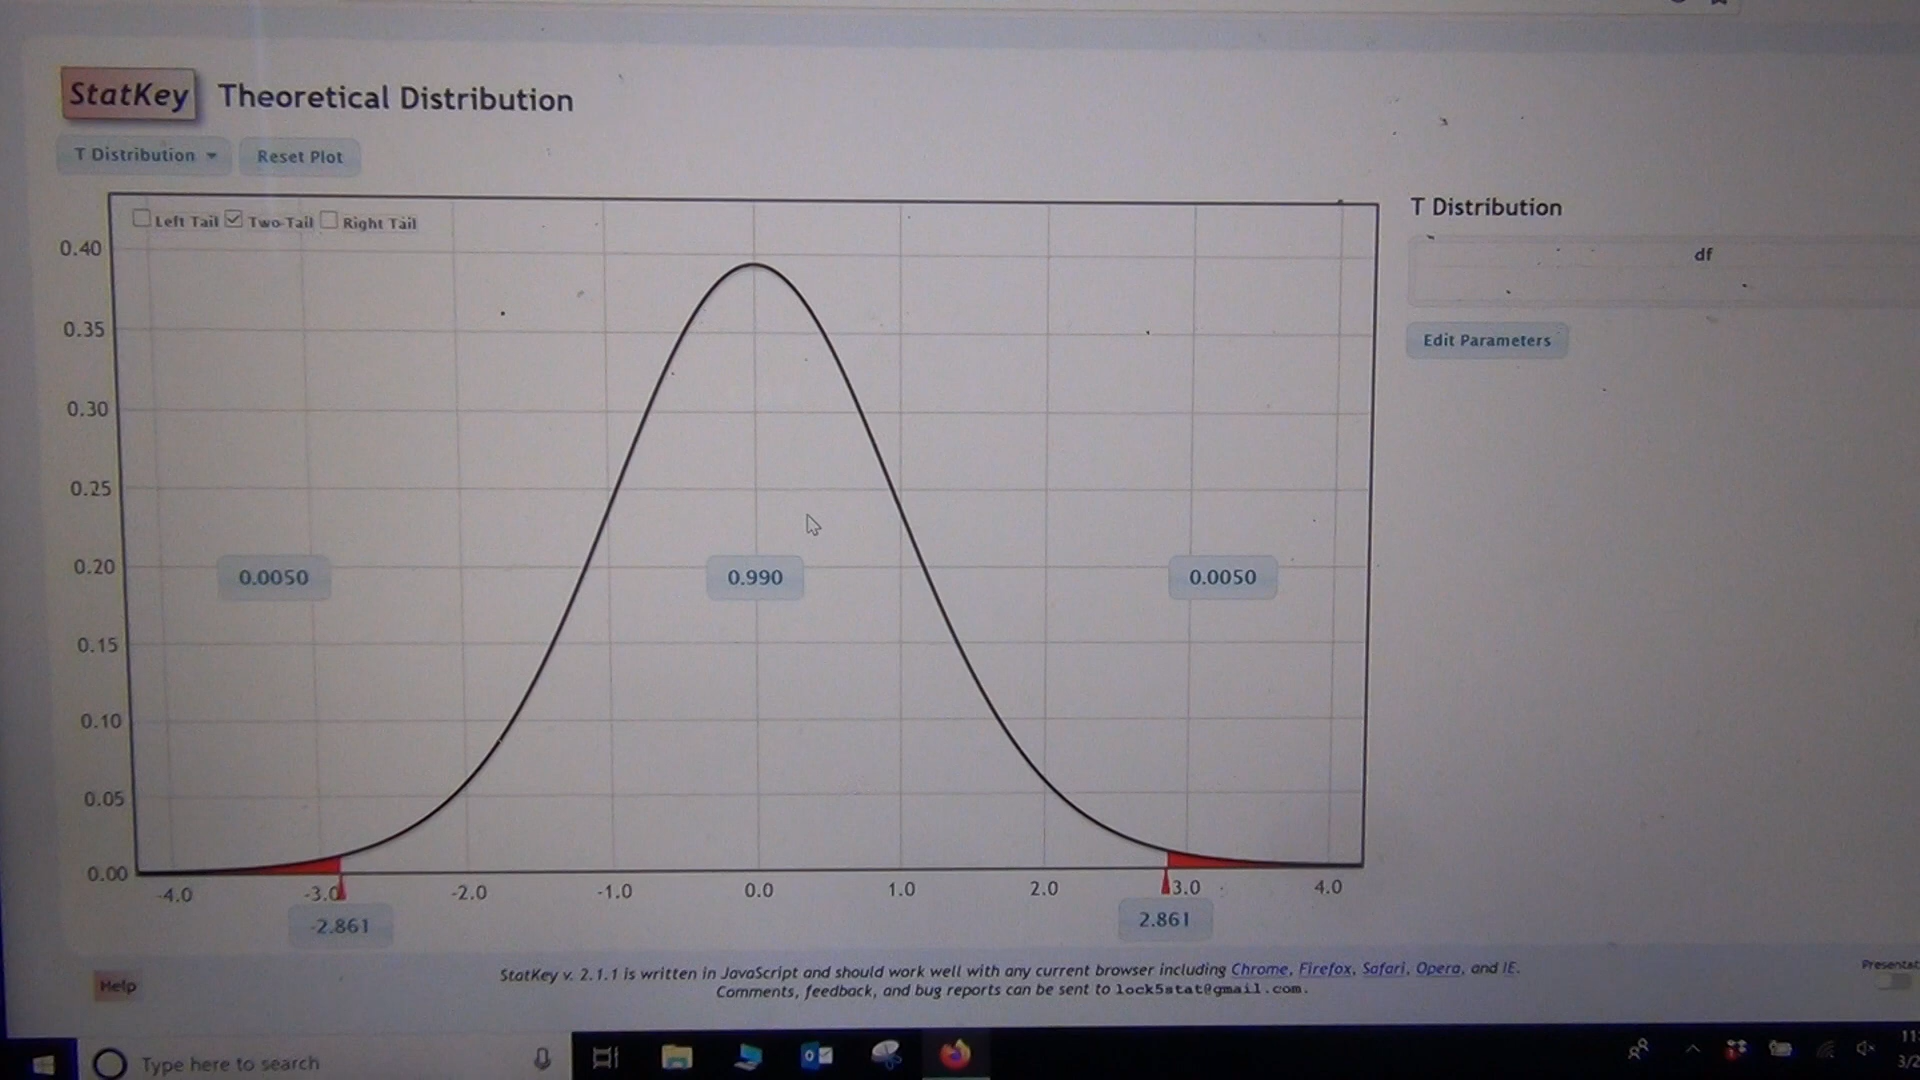 StatKey Theoretical Distribution
T Distribution Reset Plot
Left Tail Two-Tail Right Tail
T Distribution
df
Edit Parameters
0.40
0.35
0.30
0.25
0.20
0.15
0.10
0.05
0.00
0.0050 0.990 0.0050
-4.0 -3.0 -2.0 -1.0 0.0 1.0 2.0 3.0 4.0
-2.861 2.861
StatKey v. 2.1.1 is written in JavaScript and should work well with any current browser including Chrome, Firefox, Safari, Opera, and IE.
Comments, feedback, and bug reports can be sent to lock5stat@gmail.com.
Help
Type here to search